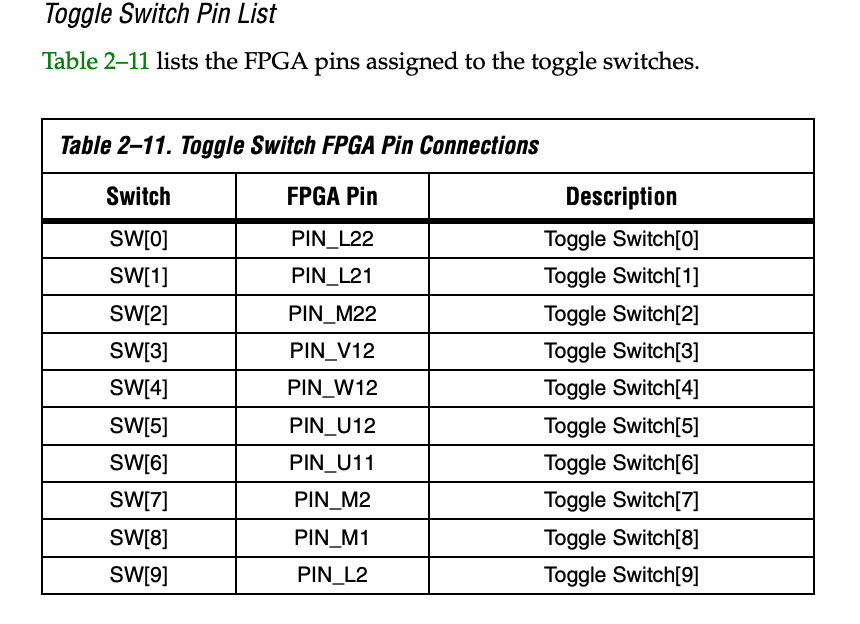 Toggle Switch Pin List
Table 2–11 lists the FPGA pins assigned to the toggle switches.
Table 2–11. Toggle Switch FPGA Pin Connections
Switch FPGA Pin Description
SW[0] PIN_L22 Toggle Switch[0]
SW[1] PIN_L21 Toggle Switch[1]
SW[2] PIN_M22 Toggle Switch[2]
SW[3] PIN_V12 Toggle Switch[3]
SW[4] PIN_W12 Toggle Switch[4]
SW[5] PIN_U12 Toggle Switch[5]
SW[6] PIN_U11 Toggle Switch[6]
SW[7] PIN_M2 Toggle Switch[7]
SW[8] PIN_M1 Toggle Switch[8]
SW[9] PIN_L2 Toggle Switch[9]